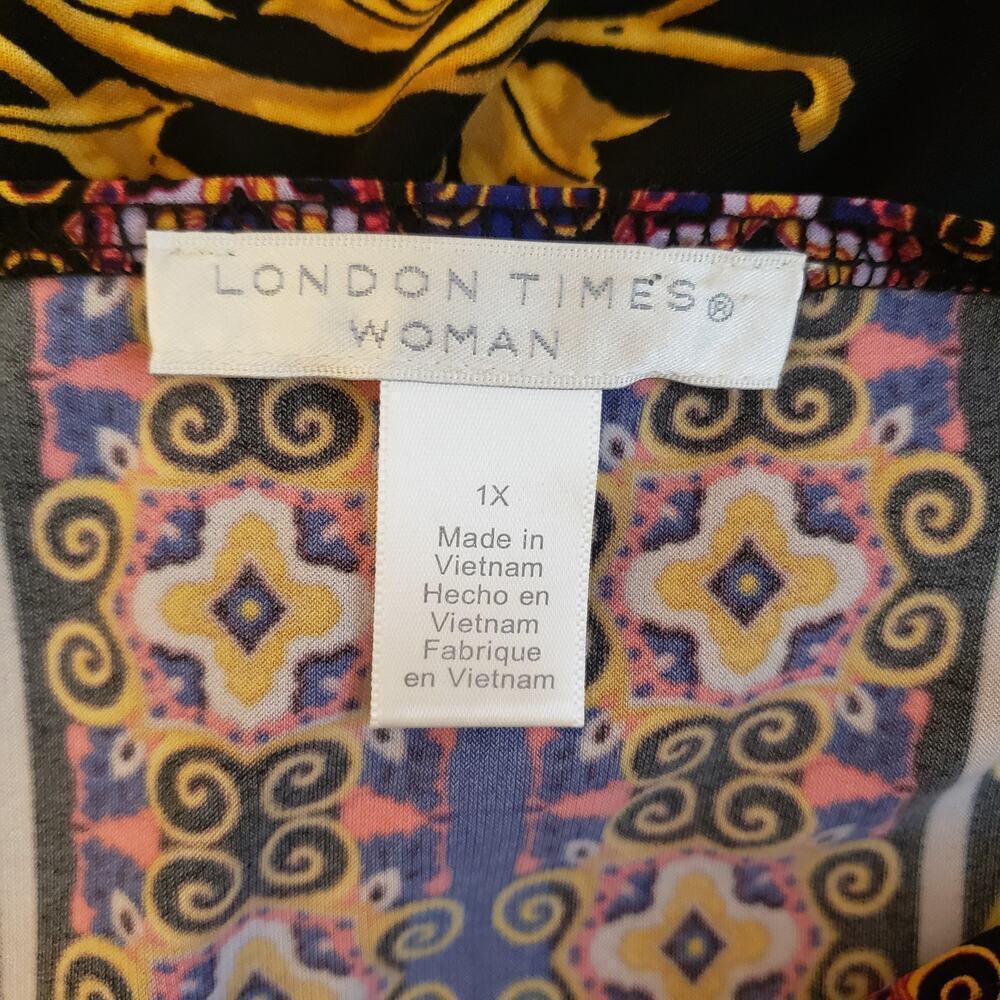 LONDON TIMES®
WOMAN
1X
Made in
Vietnam
Hecho en
Vietnam
Fabrique
en Vietnam